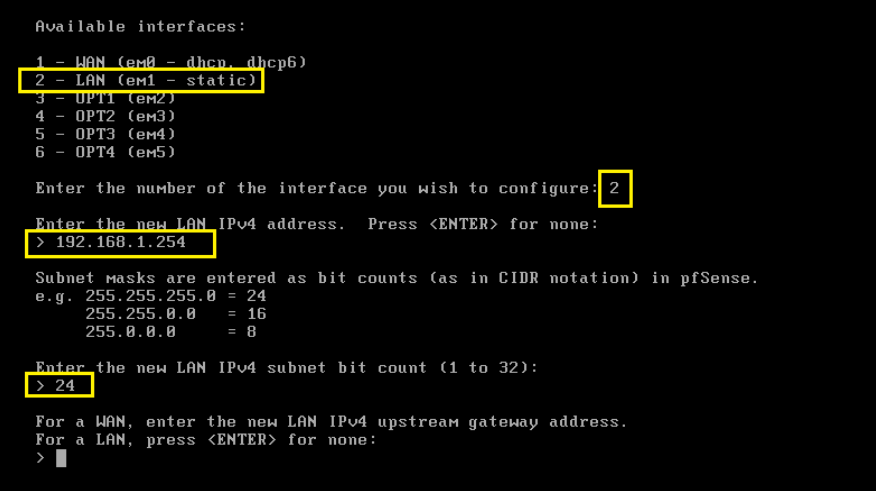 Available interfaces:
1 - WAN (em0 - dhcp, dhcp6)
2 - LAN (em1 - static)
3 - OPT1 (em2)
4 - OPT2 (em3)
5 - OPT3 (em4)
6 - OPT4 (em5)
Enter the number of the interface you wish to configure: 2
Enter the new LAN IPv4 address.  Press <ENTER> for none:
> 192.168.1.254
Subnet masks are entered as bit counts (as in CIDR notation) in pfSense.
e.g. 255.255.255.0 = 24
     255.255.0.0   = 16
     255.0.0.0     = 8
Enter the new LAN IPv4 subnet bit count (1 to 32):
> 24
For a WAN, enter the new LAN IPv4 upstream gateway address.
For a LAN, press <ENTER> for none:
>